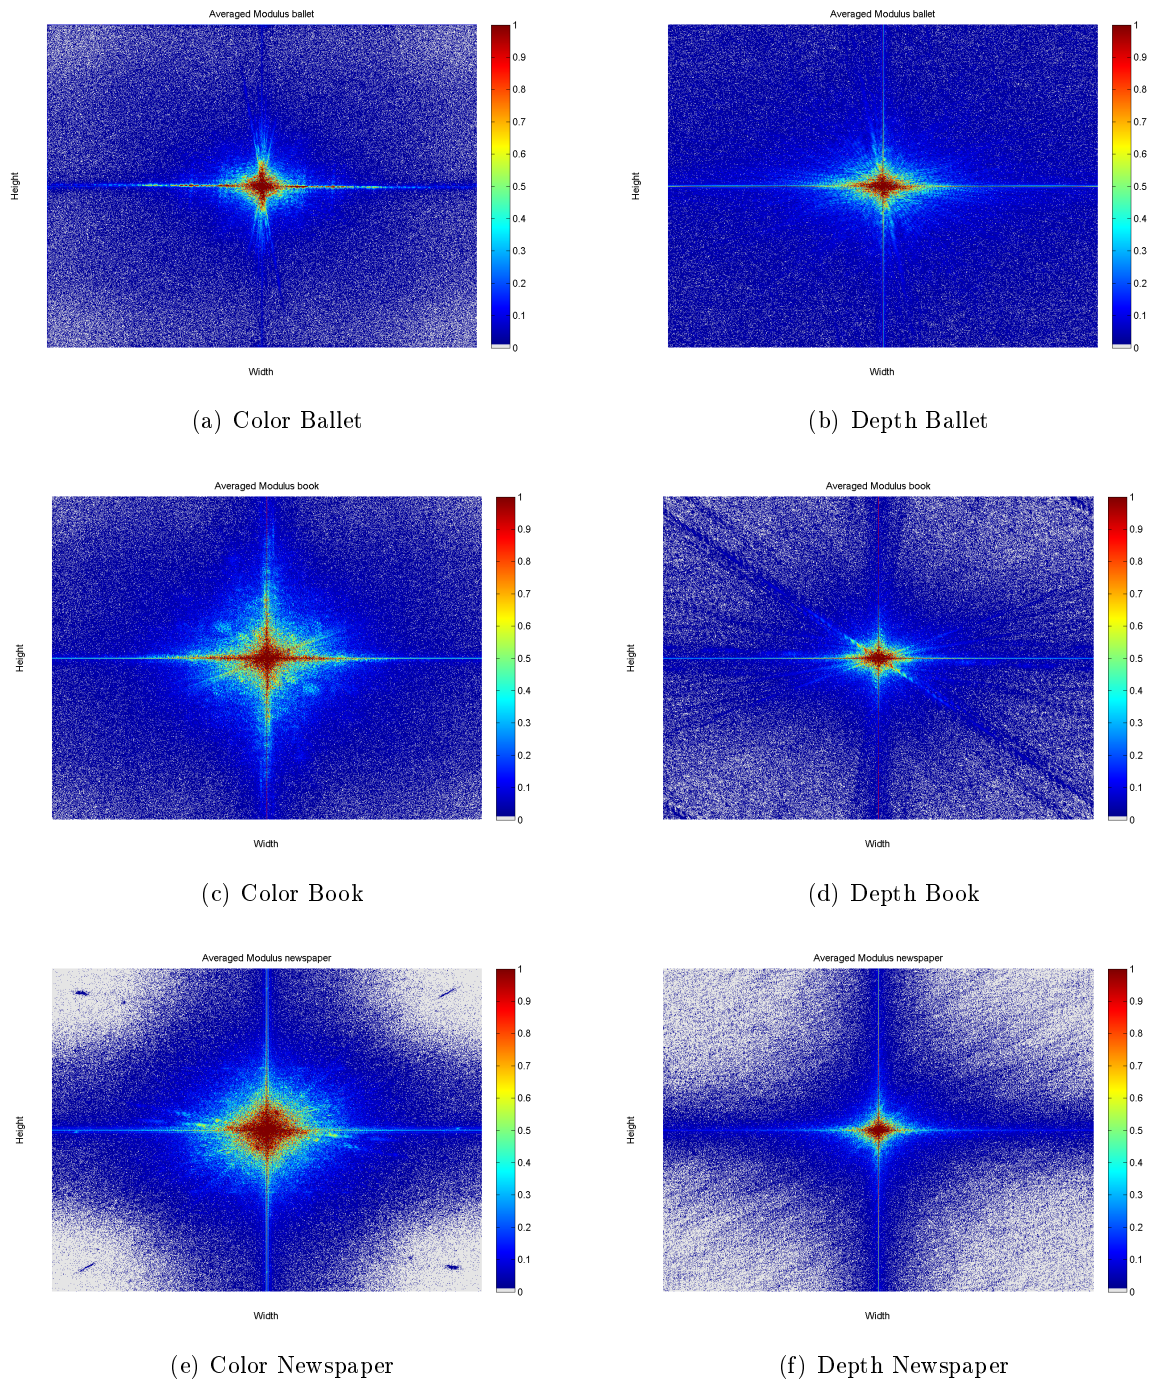 Averaged Modulus ballet
Height
1
0.9
0.8
0.7
0.6
0.5
0.4
0.3
0.2
0.1
0
Width
(a) Color Ballet
Averaged Modulus ballet
Height
1
0.9
0.8
0.7
0.6
0.5
0.4
0.3
0.2
0.1
0
Width
(b) Depth Ballet
Averaged Modulus book
Height
1
0.9
0.8
0.7
0.6
0.5
0.4
0.3
0.2
0.1
0
Width
(c) Color Book
Averaged Modulus book
Height
1
0.9
0.8
0.7
0.6
0.5
0.4
0.3
0.2
0.1
0
Width
(d) Depth Book
Averaged Modulus newspaper
Height
1
0.9
0.8
0.7
0.6
0.5
0.4
0.3
0.2
0.1
0
Width
(e) Color Newspaper
Averaged Modulus newspaper
Height
1
0.9
0.8
0.7
0.6
0.5
0.4
0.3
0.2
0.1
0
Width
(f) Depth Newspaper